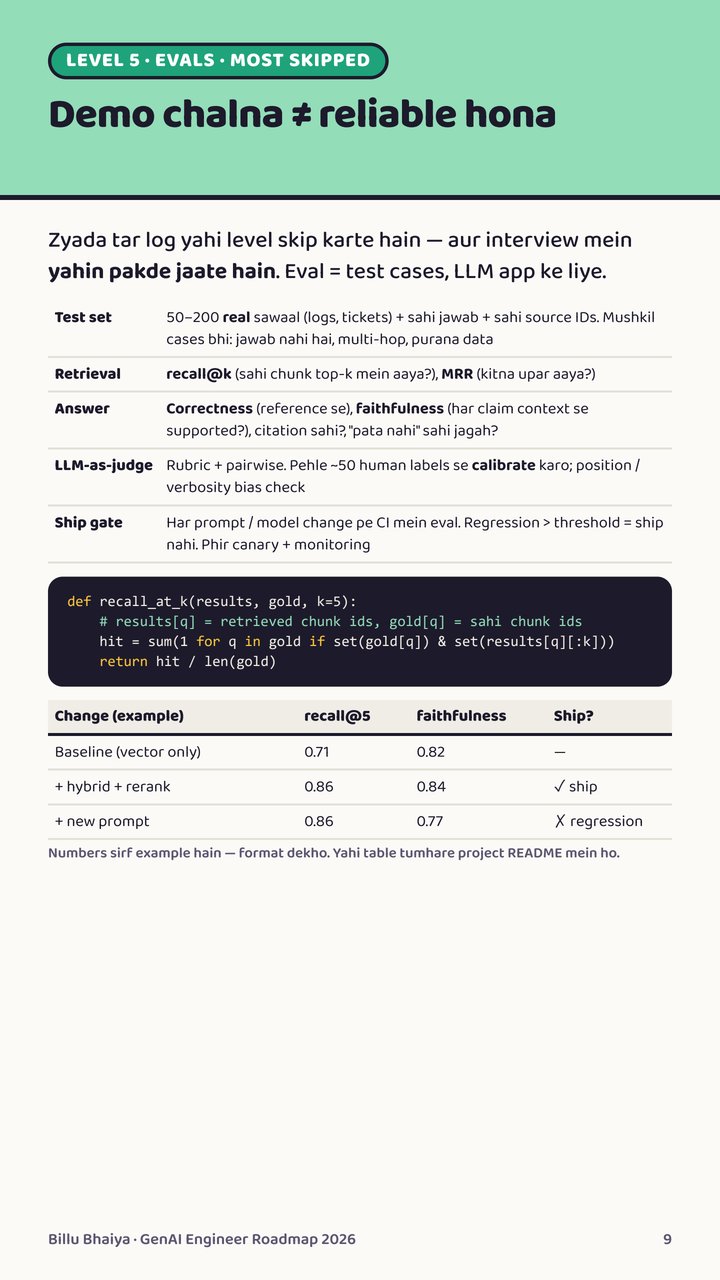 LEVEL 5 · EVALS · MOST SKIPPED
Demo chalna ≠ reliable hona
Zyada tar log yahi level skip karte hain — aur interview mein
yahin pakde jaate hain. Eval = test cases, LLM app ke liye.
Test set 50–200 real sawaal (logs, tickets) + sahi jawab + sahi source IDs. Mushkil
cases bhi: jawab nahi hai, multi-hop, purana data
Retrieval recall@k (sahi chunk top-k mein aaya?), MRR (kitna upar aaya?)
Answer Correctness (reference se), faithfulness (har claim context se
supported?), citation sahi?, "pata nahi" sahi jagah?
LLM-as-judge Rubric + pairwise. Pehle ~50 human labels se calibrate karo; position /
verbosity bias check
Ship gate Har prompt / model change pe CI mein eval. Regression > threshold = ship
nahi. Phir canary + monitoring
def recall_at_k(results, gold, k=5):
    # results[q] = retrieved chunk ids, gold[q] = sahi chunk ids
    hit = sum(1 for q in gold if set(gold[q]) & set(results[q][:k]))
    return hit / len(gold)
Change (example) recall@5 faithfulness Ship?
Baseline (vector only) 0.71 0.82 —
+ hybrid + rerank 0.86 0.84 ✓ ship
+ new prompt 0.86 0.77 ✗ regression
Numbers sirf example hain — format dekho. Yahi table tumhare project README mein ho.
Billu Bhaiya · GenAI Engineer Roadmap 2026 9